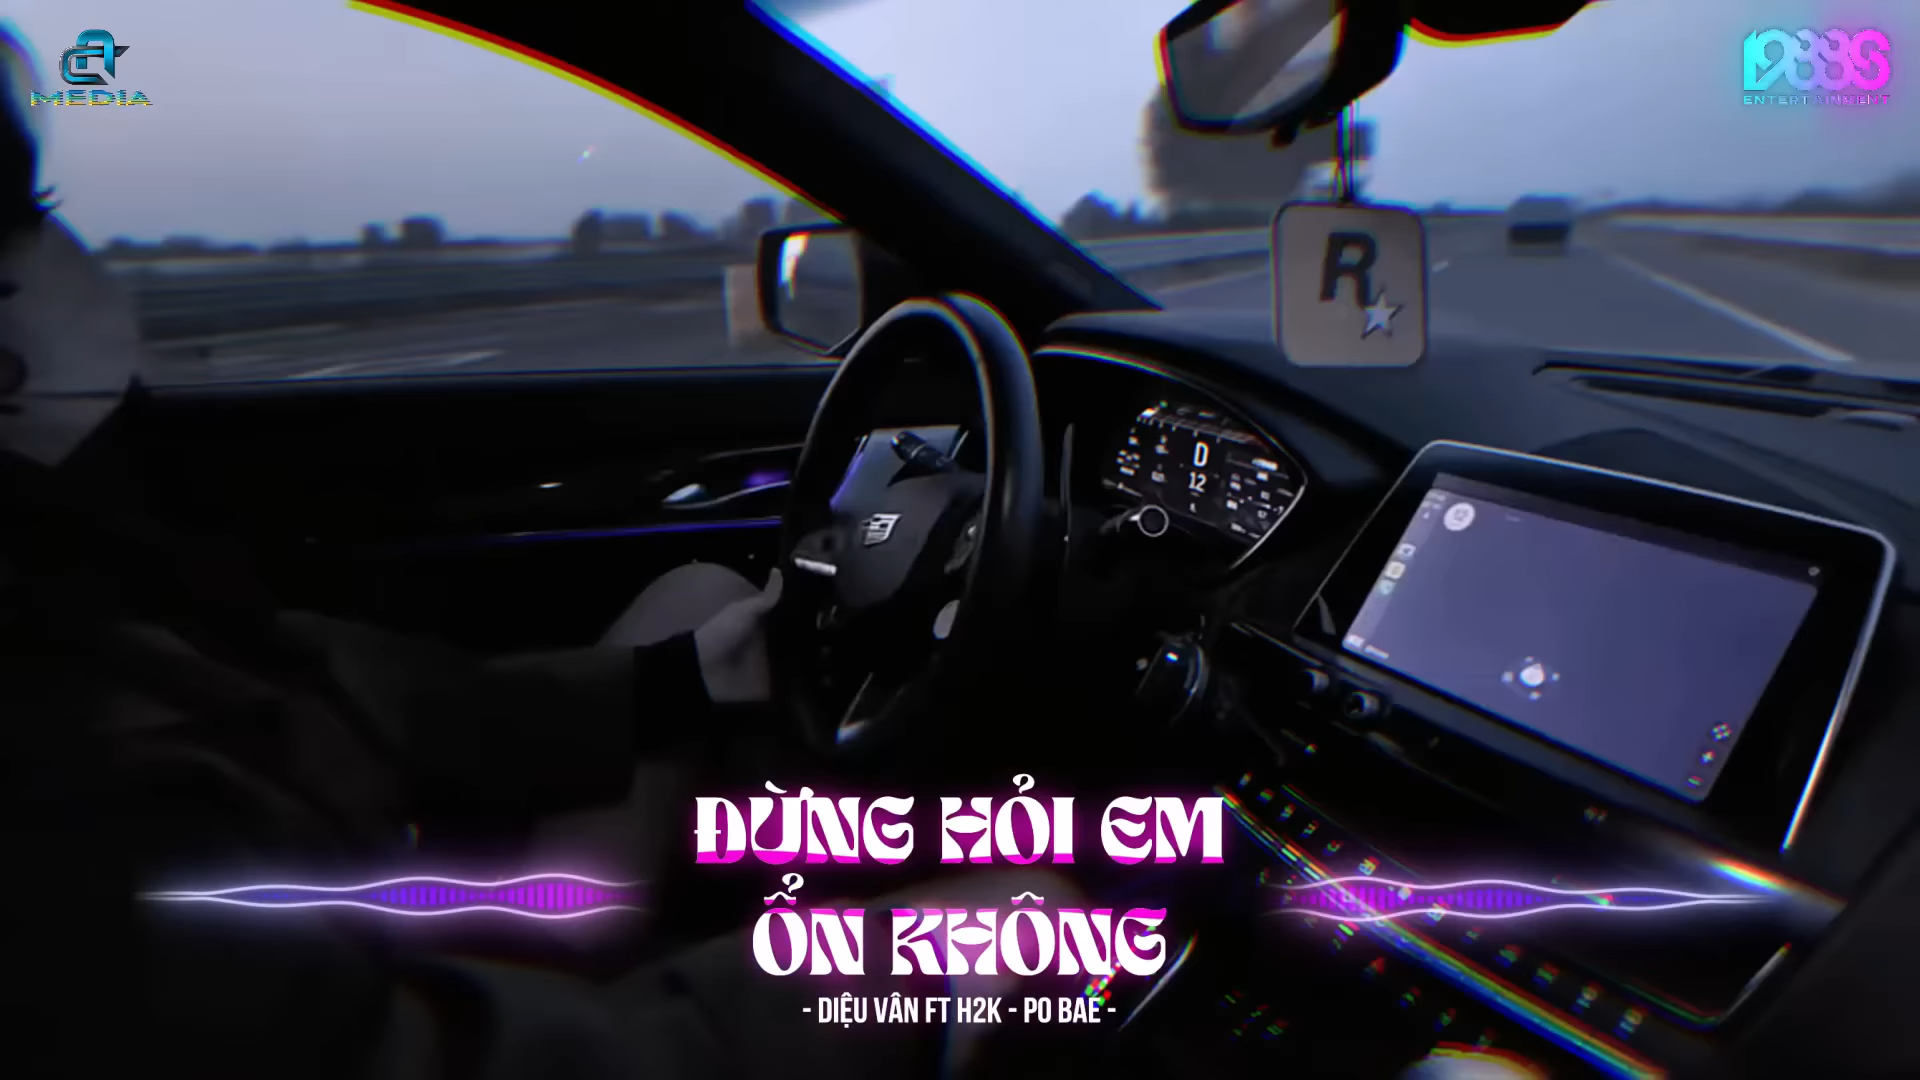 MEDIA
1988S
ENTERTAINMENT
R
D
12
ĐỪNG HỎI EM
ỔN KHÔNG
- DIỆU VÂN FT H2K - PO BAE -